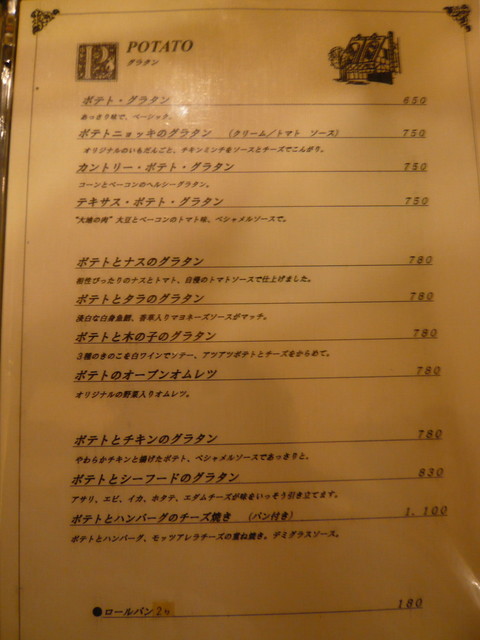 POTATO
グラタン
ポテト・グラタン 650
あっさり味で、ベーシック。
ポテトニョッキのグラタン (クリーム/トマト ソース) 750
オリジナルのいもだんごと、チキンミンチをソースとチーズでこんがり。
カントリー・ポテト・グラタン 750
コーンとベーコンのヘルシーグラタン。
テキサス・ポテト・グラタン 750
"大地の肉" 大豆とベーコンのトマト味、ベシャメルソースで。
ポテトとナスのグラタン 780
相性ぴったりのナスとトマト、自慢のトマトソースで仕上げました。
ポテトとタラのグラタン 780
淡白な白身魚鱈、香草入りマヨネーズソースがマッチ。
ポテトと木の子のグラタン 780
3種のきのこを白ワインでソテー、アツアツポテトとチーズをからめて。
ポテトのオーブンオムレツ 780
オリジナルの野菜入りオムレツ。
ポテトとチキンのグラタン 780
やわらかチキンと揚げたポテト、ベシャメルソースであっさりと。
ポテトとシーフードのグラタン 830
アサリ、エビ、イカ、ホタテ、エダムチーズが味をいっそう引き立てます。
ポテトとハンバーグのチーズ焼き (パン付き) 1,100
ポテトとハンバーグ、モッツアレラチーズの重ね焼き。デミグラスソース。
●ロールパン 2ケ 180